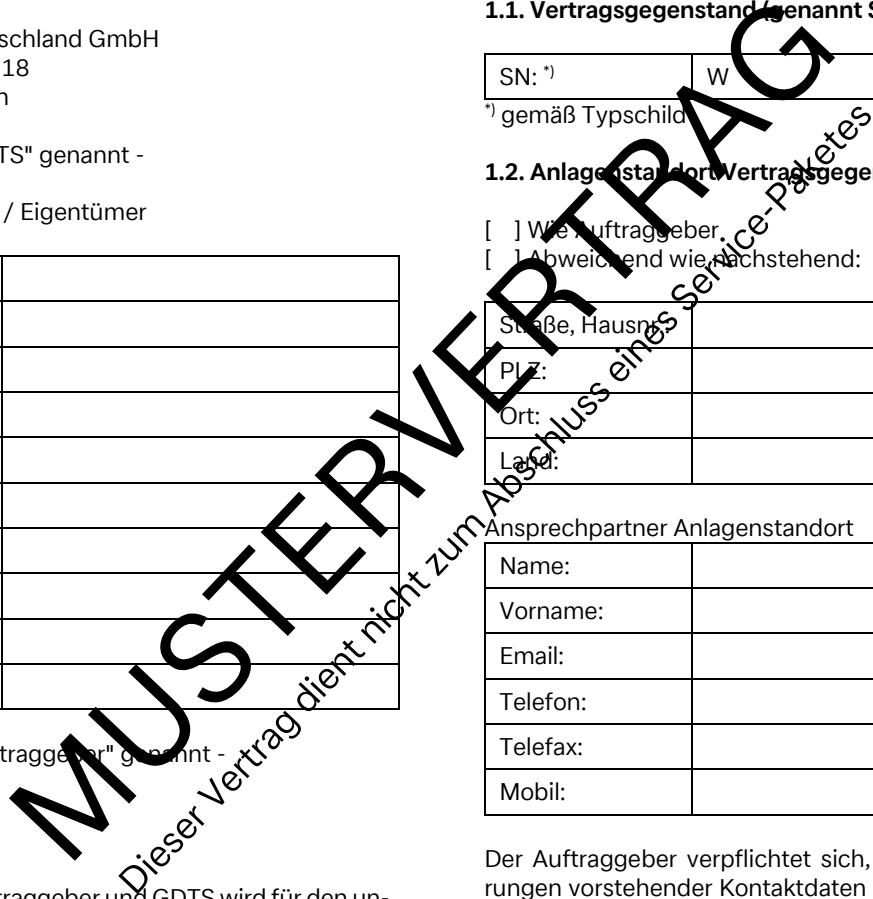 schland GmbH
18
n
TS" genannt -
/ Eigentümer
traggeber" genannt -
traggeber und GDTS wird für den un-
1.1. Vertragsgegenstand (genannt S
SN: *)
W
*) gemäß Typschild
1.2. Anlagenstandort Vertragsgegen
[ ] Wie Auftraggeber
[ ] Abweichend wie nachstehend:
Straße, Hausnr.:
PLZ:
Ort:
Land:
Ansprechpartner Anlagenstandort
Name:
Vorname:
Email:
Telefon:
Telefax:
Mobil:
Der Auftraggeber verpflichtet sich,
rungen vorstehender Kontaktdaten
MUSTERVERTRAG
Dieser Vertrag dient nicht zum Abschluss eines Service-Paketes